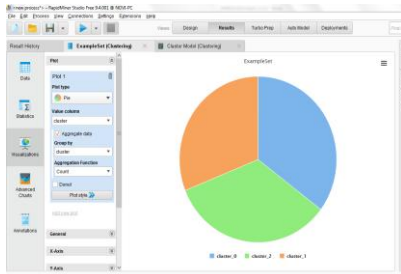 <new process*> – RapidMiner Studio Free 9.4.001 @ NOVI-PC
File Edit Process View Connections Settings Extensions Help
Views: Design Results Turbo Prep Auto Model Deployments
Result History ExampleSet (Clustering) Cluster Model (Clustering)
Data
Statistics
Visualizations
Advanced Charts
Annotations
Plot
Plot 1
Plot type
Pie
Value column
cluster
Aggregate data
Group by
cluster
Aggregation Function
Count
Donut
Plot style
General
X-Axis
Y-Axis
ExampleSet
cluster_0 cluster_2 cluster_1